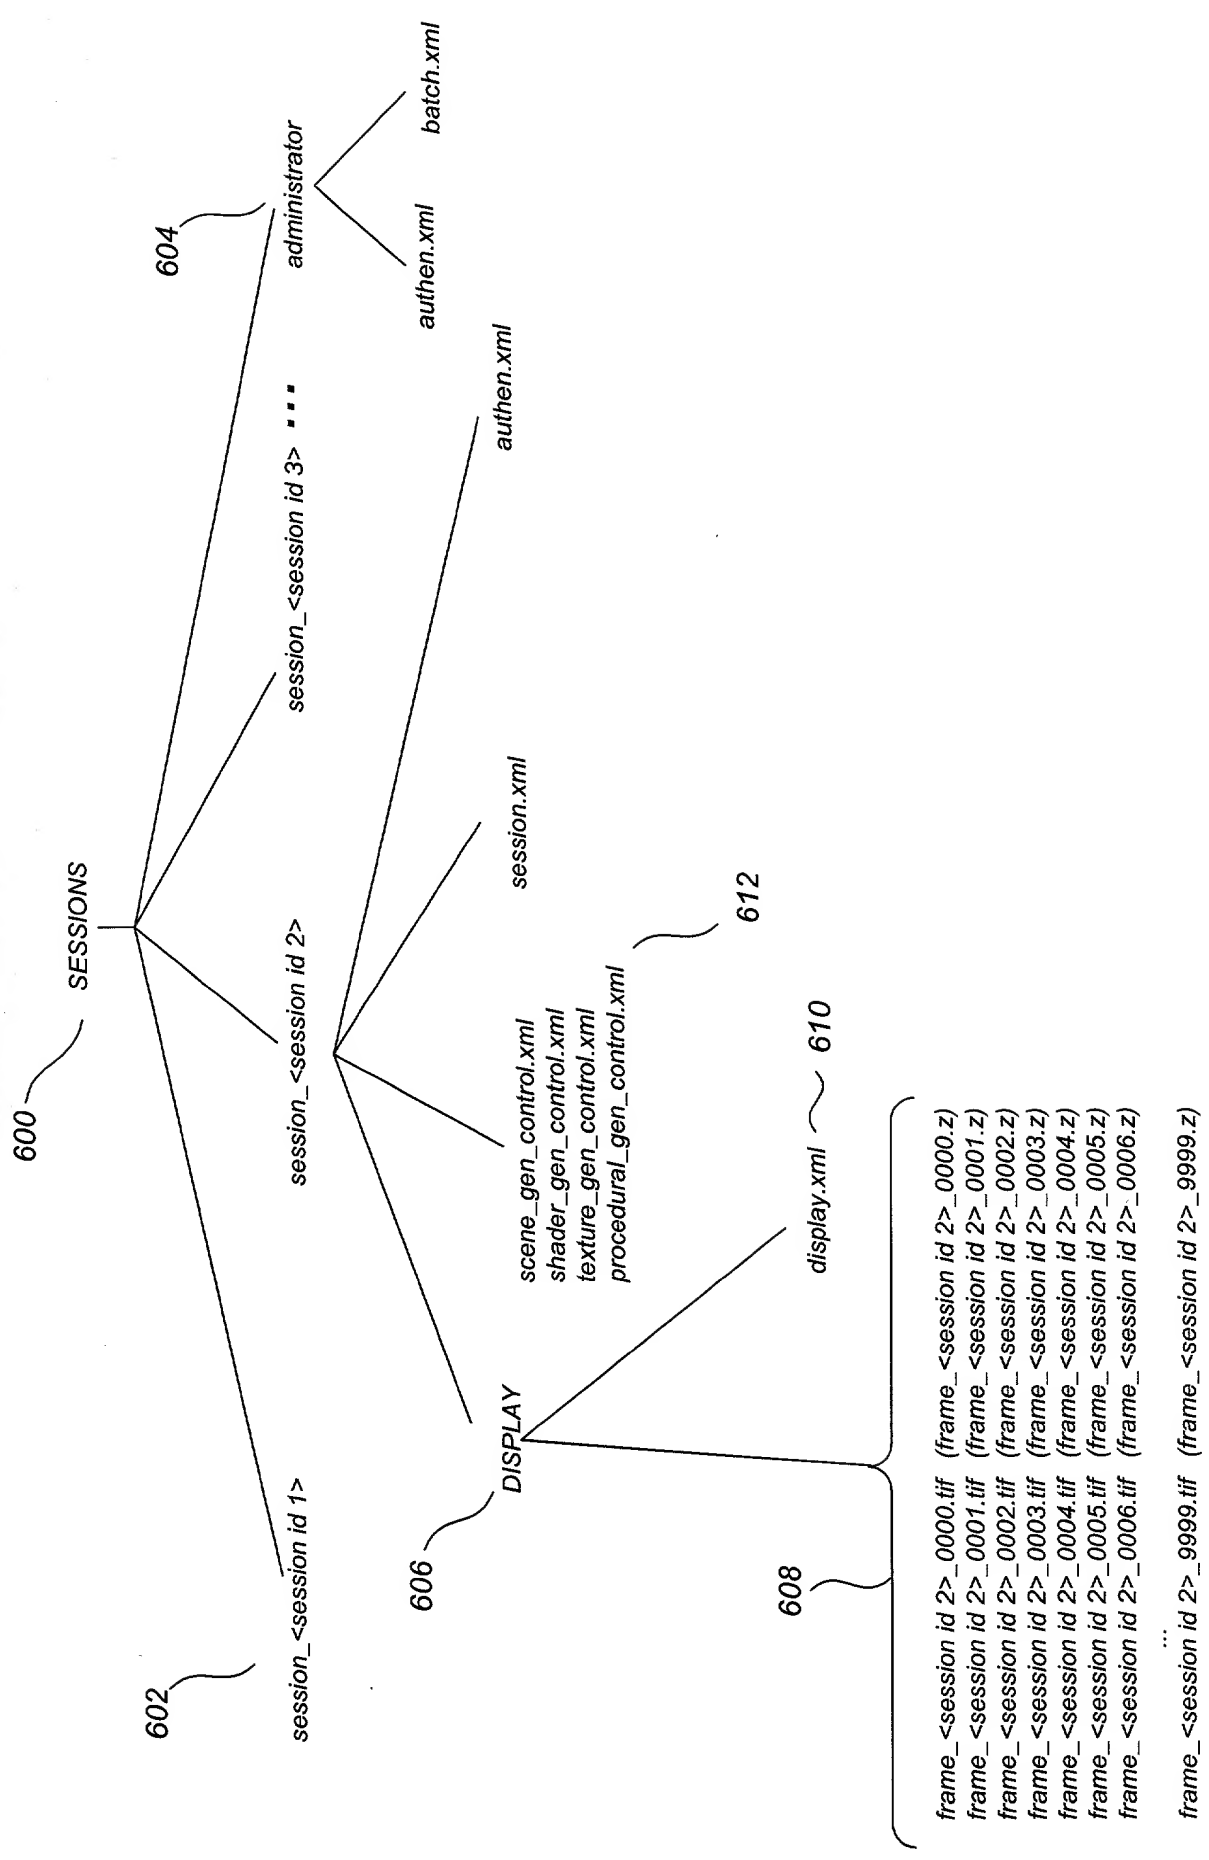 600
SESSIONS
602
604
session_<session id 1>
session_<session id 2>
session_<session id 3> ...
administrator
authen.xml
batch.xml
606
DISPLAY
scene_gen_control.xml
shader_gen_control.xml
texture_gen_control.xml
procedural_gen_control.xml
612
session.xml
authen.xml
608
display.xml
610
frame_<session id 2>_0000.tif (frame_<session id 2>_0000.z)
frame_<session id 2>_0001.tif (frame_<session id 2>_0001.z)
frame_<session id 2>_0002.tif (frame_<session id 2>_0002.z)
frame_<session id 2>_0003.tif (frame_<session id 2>_0003.z)
frame_<session id 2>_0004.tif (frame_<session id 2>_0004.z)
frame_<session id 2>_0005.tif (frame_<session id 2>_0005.z)
frame_<session id 2>_0006.tif (frame_<session id 2>_0006.z)
...
frame_<session id 2>_9999.tif (frame_<session id 2>_9999.z)